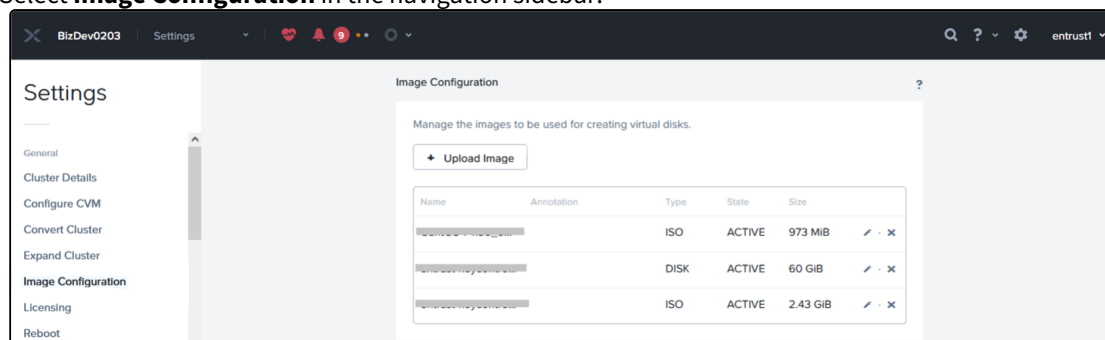 Select Image Configuration in the navigation sidebar.
BizDev0203 Settings 9 ? entrust1
Settings
General
Cluster Details
Configure CVM
Convert Cluster
Expand Cluster
Image Configuration
Licensing
Reboot
Image Configuration ?
Manage the images to be used for creating virtual disks.
+ Upload Image
Name Annotation Type State Size
ISO ACTIVE 973 MiB
DISK ACTIVE 60 GiB
ISO ACTIVE 2.43 GiB